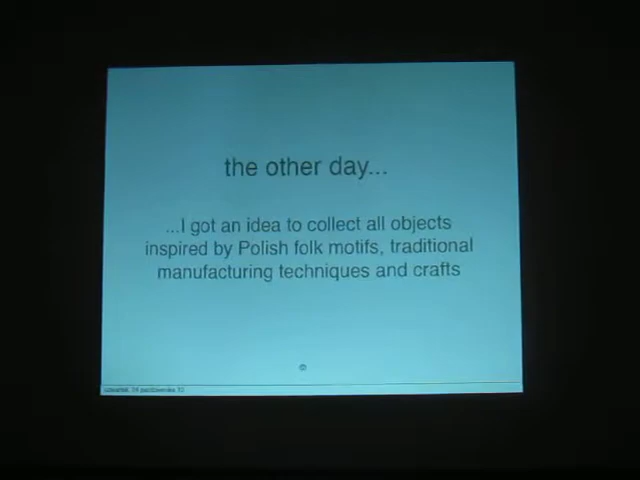 the other day...
...I got an idea to collect all objects
inspired by Polish folk motifs, traditional
manufacturing techniques and crafts